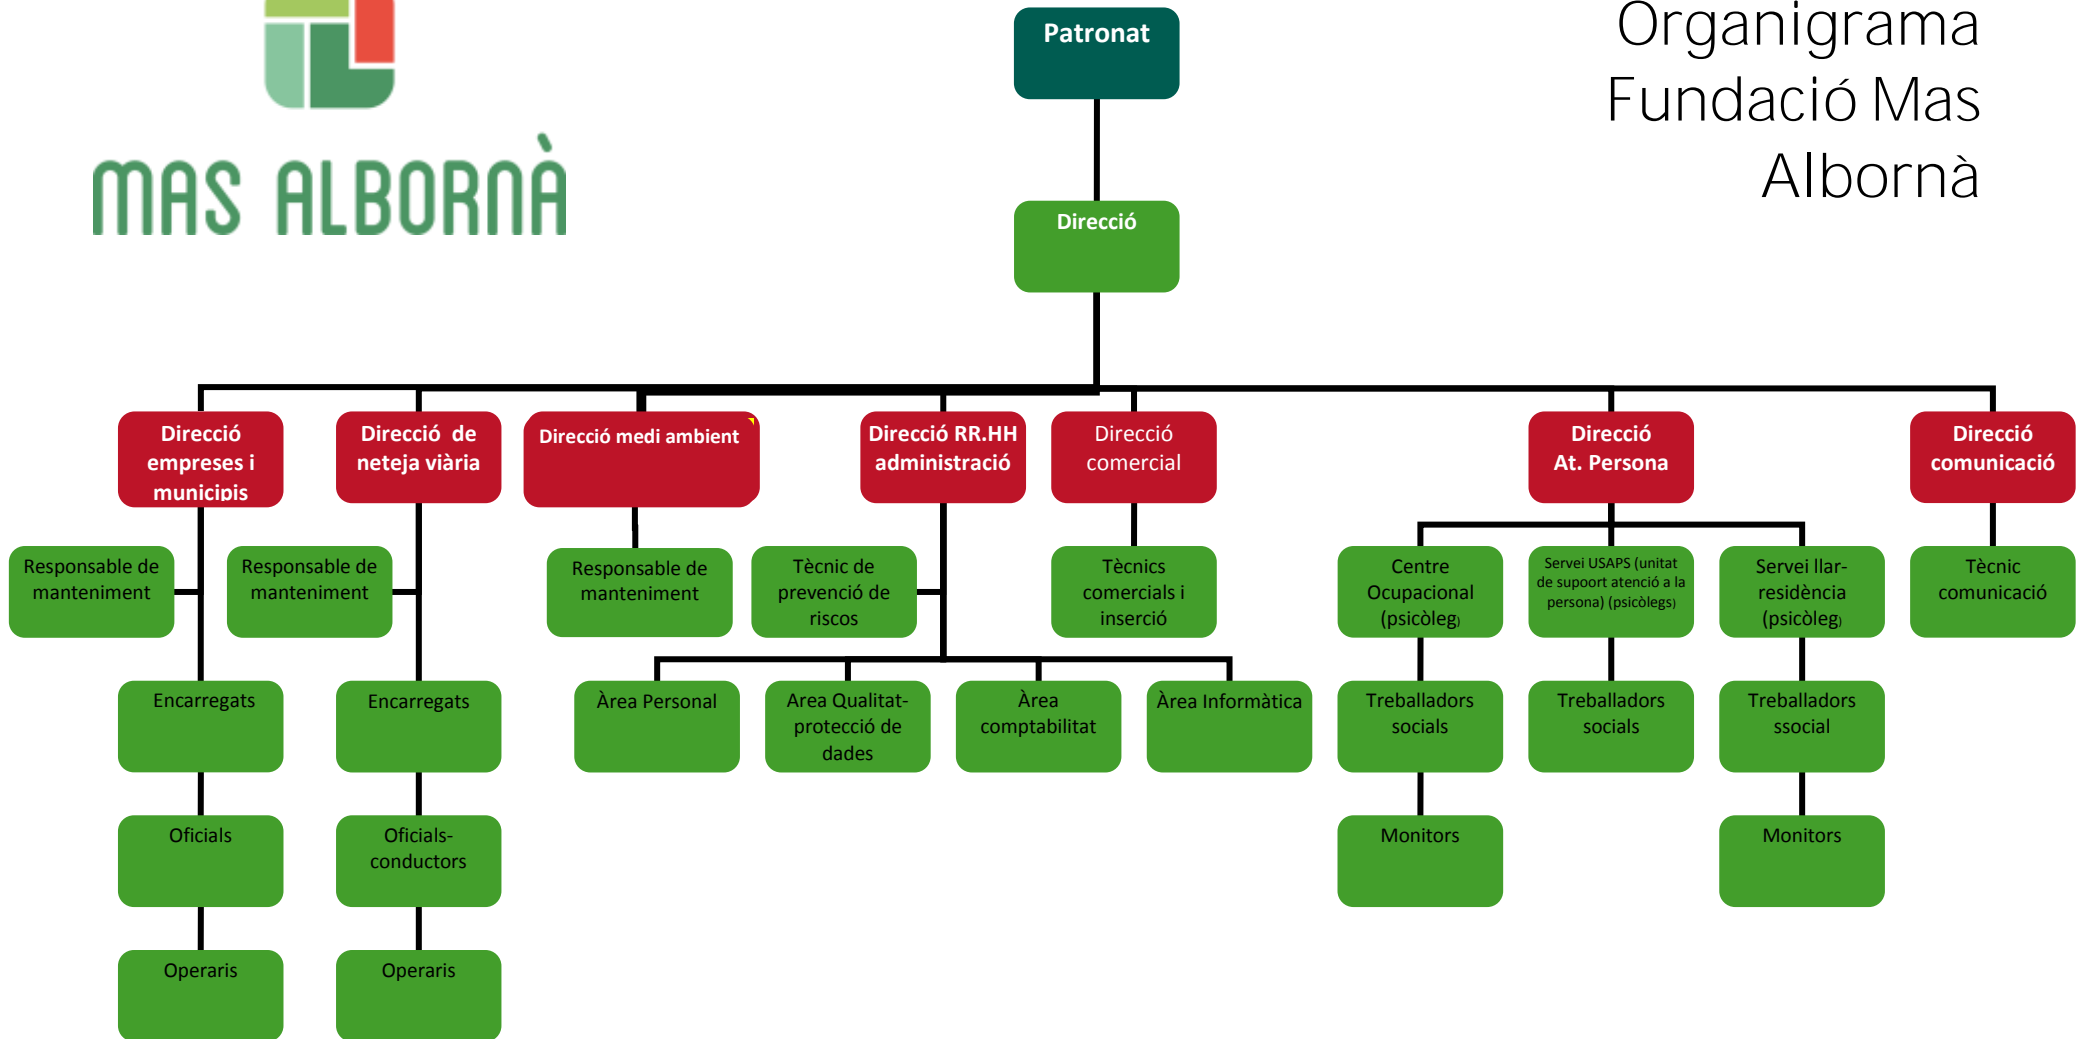 MAS ALBORNÀ
Organigrama
Fundació Mas
Albornà
Patronat
Direcció
Direcció
empreses i
municipis
Direcció de
neteja viària
Direcció medi ambient
Direcció RR.HH
administració
Direcció
comercial
Direcció
At. Persona
Direcció
comunicació
Responsable de
manteniment
Responsable de
manteniment
Responsable de
manteniment
Tècnic de
prevenció de
riscos
Tècnics
comercials i
inserció
Centre
Ocupacional
(psicòleg)
Servei USAPS (unitat
de supoort atenció a la
persona) (psicòlegs)
Servei llar-
residència
(psicòleg)
Tècnic
comunicació
Encarregats
Encarregats
Àrea Personal
Area Qualitat-
protecció de
dades
Àrea
comptabilitat
Àrea Informàtica
Treballadors
socials
Treballadors
socials
Treballadors
ssocial
Oficials
Oficials-
conductors
Monitors
Monitors
Operaris
Operaris